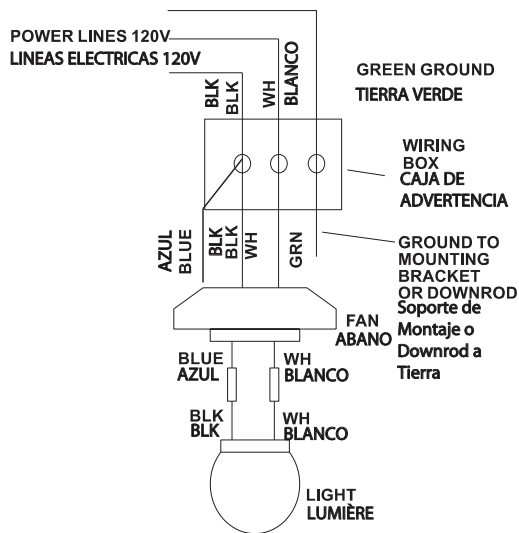 POWER LINES 120V
LINEAS ELECTRICAS 120V
BLK
BLK
WH
BLANCO
GREEN GROUND
TIERRA VERDE
WIRING
BOX
CAJA DE
ADVERTENCIA
AZUL
BLUE
BLK
BLK
WH
GRN
GROUND TO
MOUNTING
BRACKET
OR DOWNROD
Soporte de
Montaje o
Downrod a
Tierra
FAN
ABANO
BLUE
AZUL
WH
BLANCO
BLK
BLK
WH
BLANCO
LIGHT
LUMIÈRE